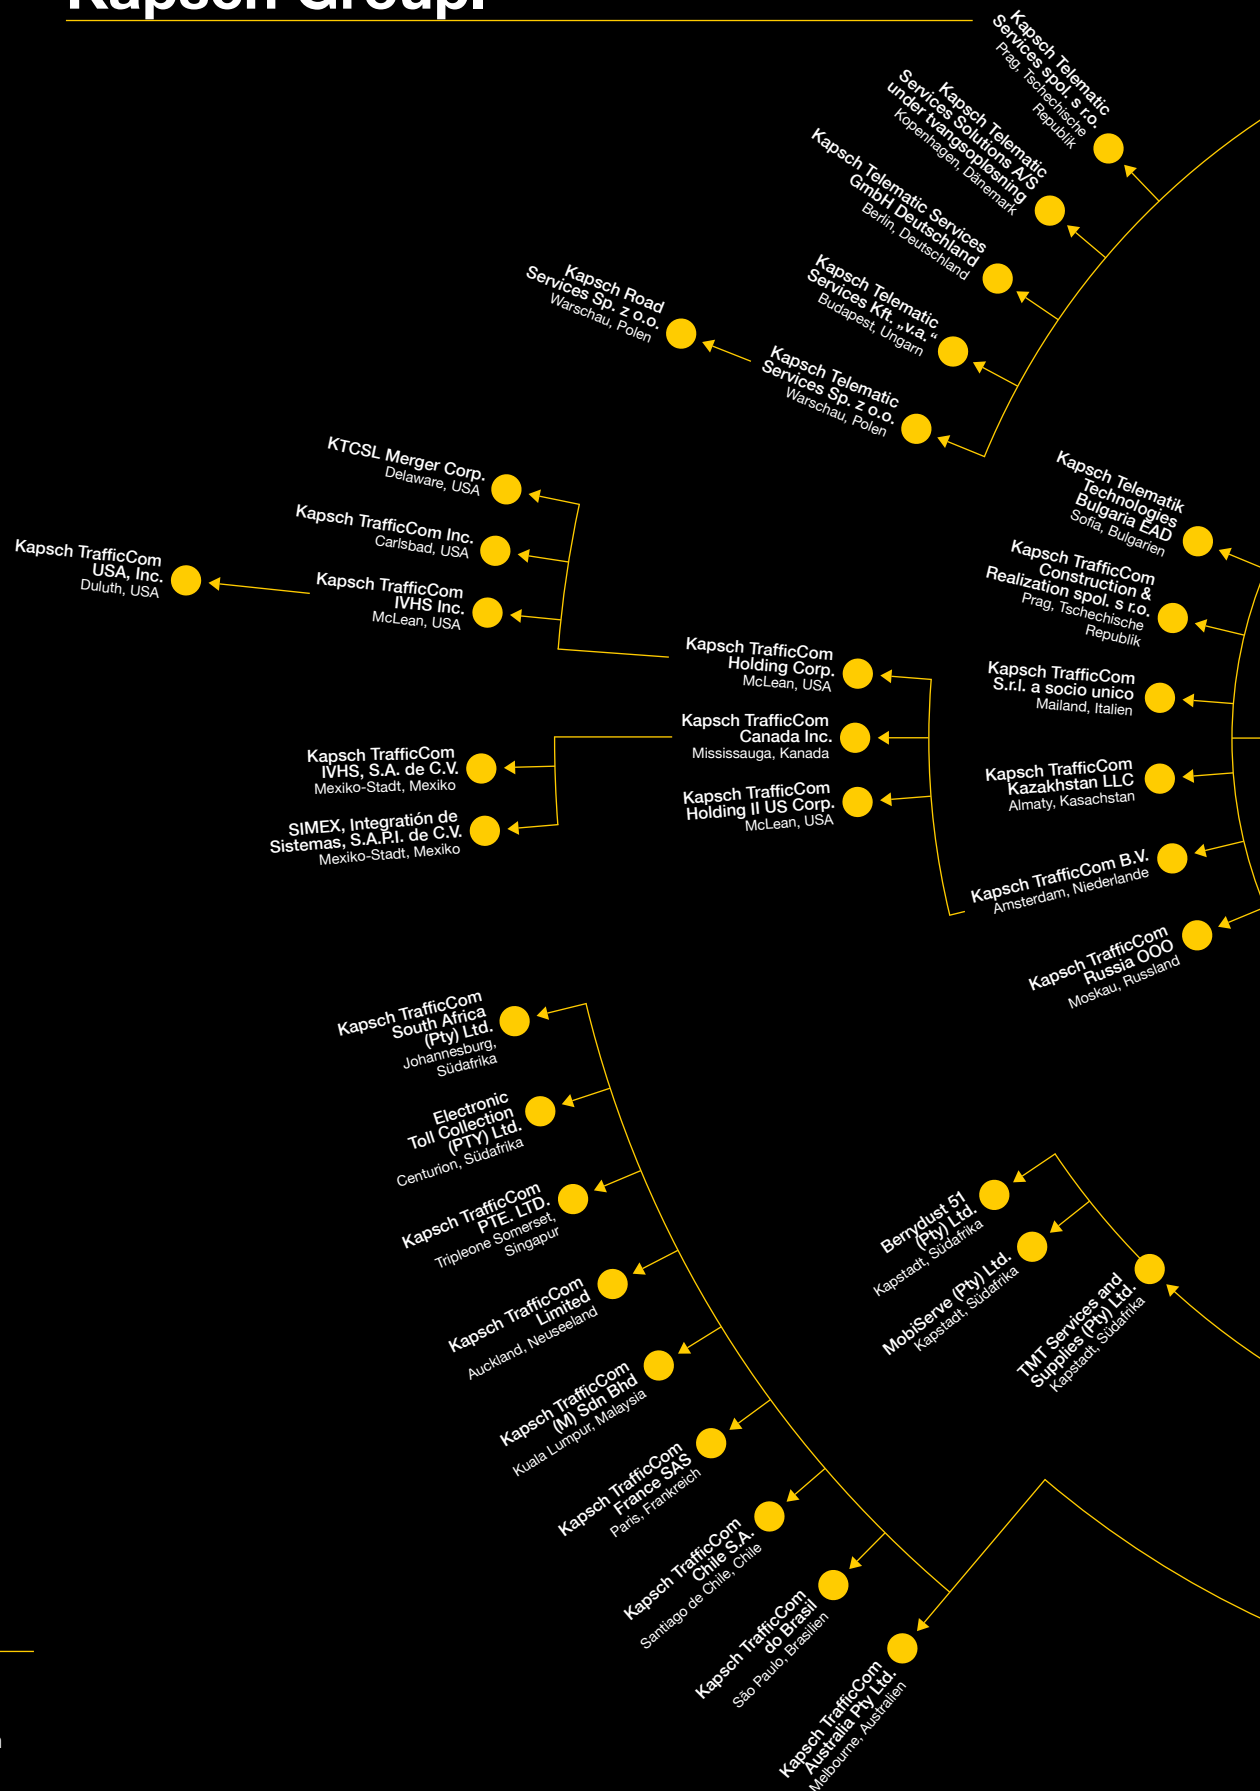 Kapsch Group.
Kapsch Telematic
Services spol. s r.o.
Prag, Tschechische
Republik
Kapsch Telematic
Services Solutions A/S
under tvangsopløsning
Kopenhagen, Dänemark
Kapsch Telematic Services
GmbH Deutschland
Berlin, Deutschland
Kapsch Telematic
Services Kft. „v.a.“
Budapest, Ungarn
Kapsch Telematic
Services Sp. z o.o.
Warschau, Polen
Kapsch Road
Services Sp. z o.o.
Warschau, Polen
KTCSL Merger Corp.
Delaware, USA
Kapsch TrafficCom Inc.
Carlsbad, USA
Kapsch TrafficCom
IVHS Inc.
McLean, USA
Kapsch TrafficCom
USA, Inc.
Duluth, USA
Kapsch TrafficCom
Holding Corp.
McLean, USA
Kapsch TrafficCom
Canada Inc.
Mississauga, Kanada
Kapsch TrafficCom
Holding II US Corp.
McLean, USA
Kapsch TrafficCom
IVHS, S.A. de C.V.
Mexiko-Stadt, Mexiko
SIMEX, Integratión de
Sistemas, S.A.P.I. de C.V.
Mexiko-Stadt, Mexiko
Kapsch Telematik
Technologies
Bulgaria EAD
Sofia, Bulgarien
Kapsch TrafficCom
Construction &
Realization spol. s r.o.
Prag, Tschechische
Republik
Kapsch TrafficCom
S.r.l. a socio unico
Mailand, Italien
Kapsch TrafficCom
Kazakhstan LLC
Almaty, Kasachstan
Kapsch TrafficCom B.V.
Amsterdam, Niederlande
Kapsch TrafficCom
Russia OOO
Moskau, Russland
Kapsch TrafficCom
South Africa
(Pty) Ltd.
Johannesburg,
Südafrika
Electronic
Toll Collection
(PTY) Ltd.
Centurion, Südafrika
Kapsch TrafficCom
PTE. LTD.
Tripleone Somerset,
Singapur
Kapsch TrafficCom
Limited
Auckland, Neuseeland
Kapsch TrafficCom
(M) Sdn Bhd
Kuala Lumpur, Malaysia
Kapsch TrafficCom
France SAS
Paris, Frankreich
Kapsch TrafficCom
Chile S.A.
Santiago de Chile, Chile
Kapsch TrafficCom
do Brasil
São Paulo, Brasilien
Kapsch TrafficCom
Australia Pty Ltd.
Melbourne, Australien
Berrydust 51
(Pty) Ltd.
Kapstadt, Südafrika
MobiServe (Pty) Ltd.
Kapstadt, Südafrika
TMT Services and
Supplies (Pty) Ltd.
Kapstadt, Südafrika